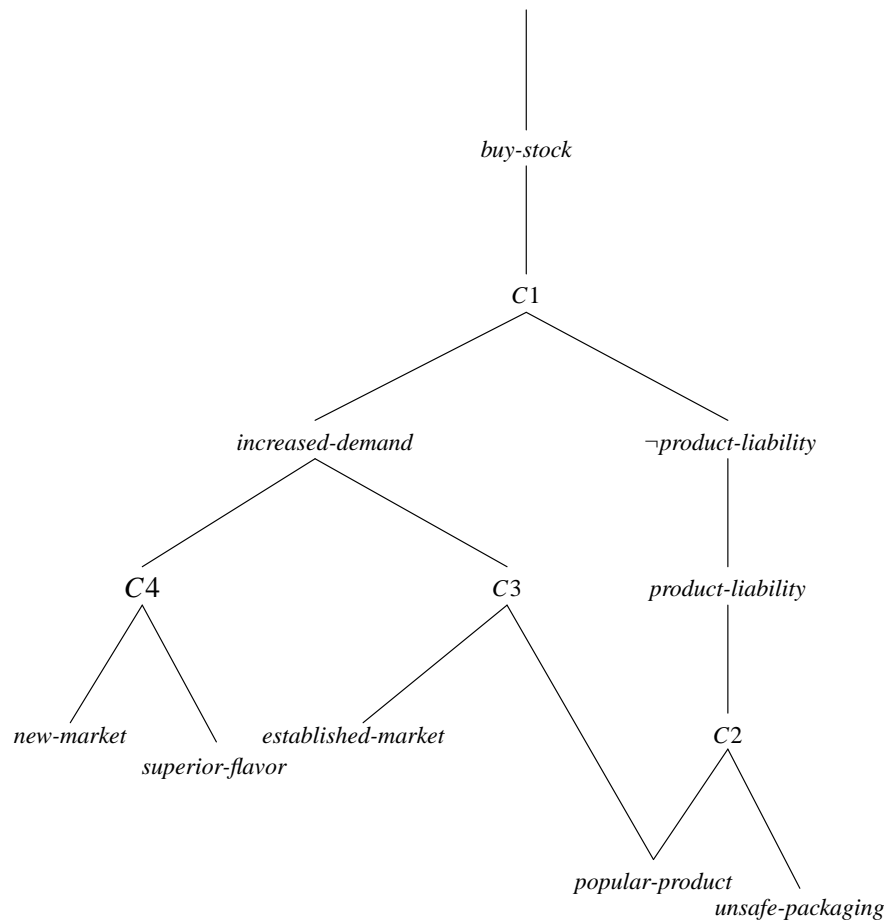 buy-stock
C1
increased-demand
¬product-liability
C4
C3
product-liability
new-market
established-market
C2
superior-flavor
popular-product
unsafe-packaging